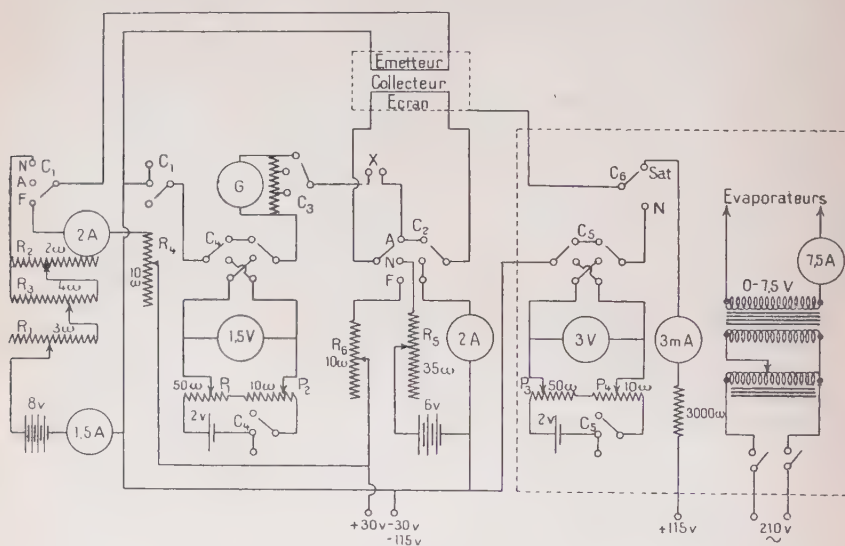 Emetteur
Collecteur
Ecran
N
A
F
C₁
C₁
G
C₃
X
A
C₂
N
F
C₆
Sat
N
Evaporateurs
2A
R₂
2ω
R₃
4ω
R₁
3ω
R₄
10
ω
C₄
C₅
7,5A
0-7,5 V
1,5V
R₆
10ω
R₅
35ω
2A
3V
3mA
50ω
P₁
10ω
P₂
P₃
50ω
P₄
10ω
3000ω
8v
1,5A
2v
C₄
6v
2v
C₅
+30v
-30v
-115v
+115v
210v
~